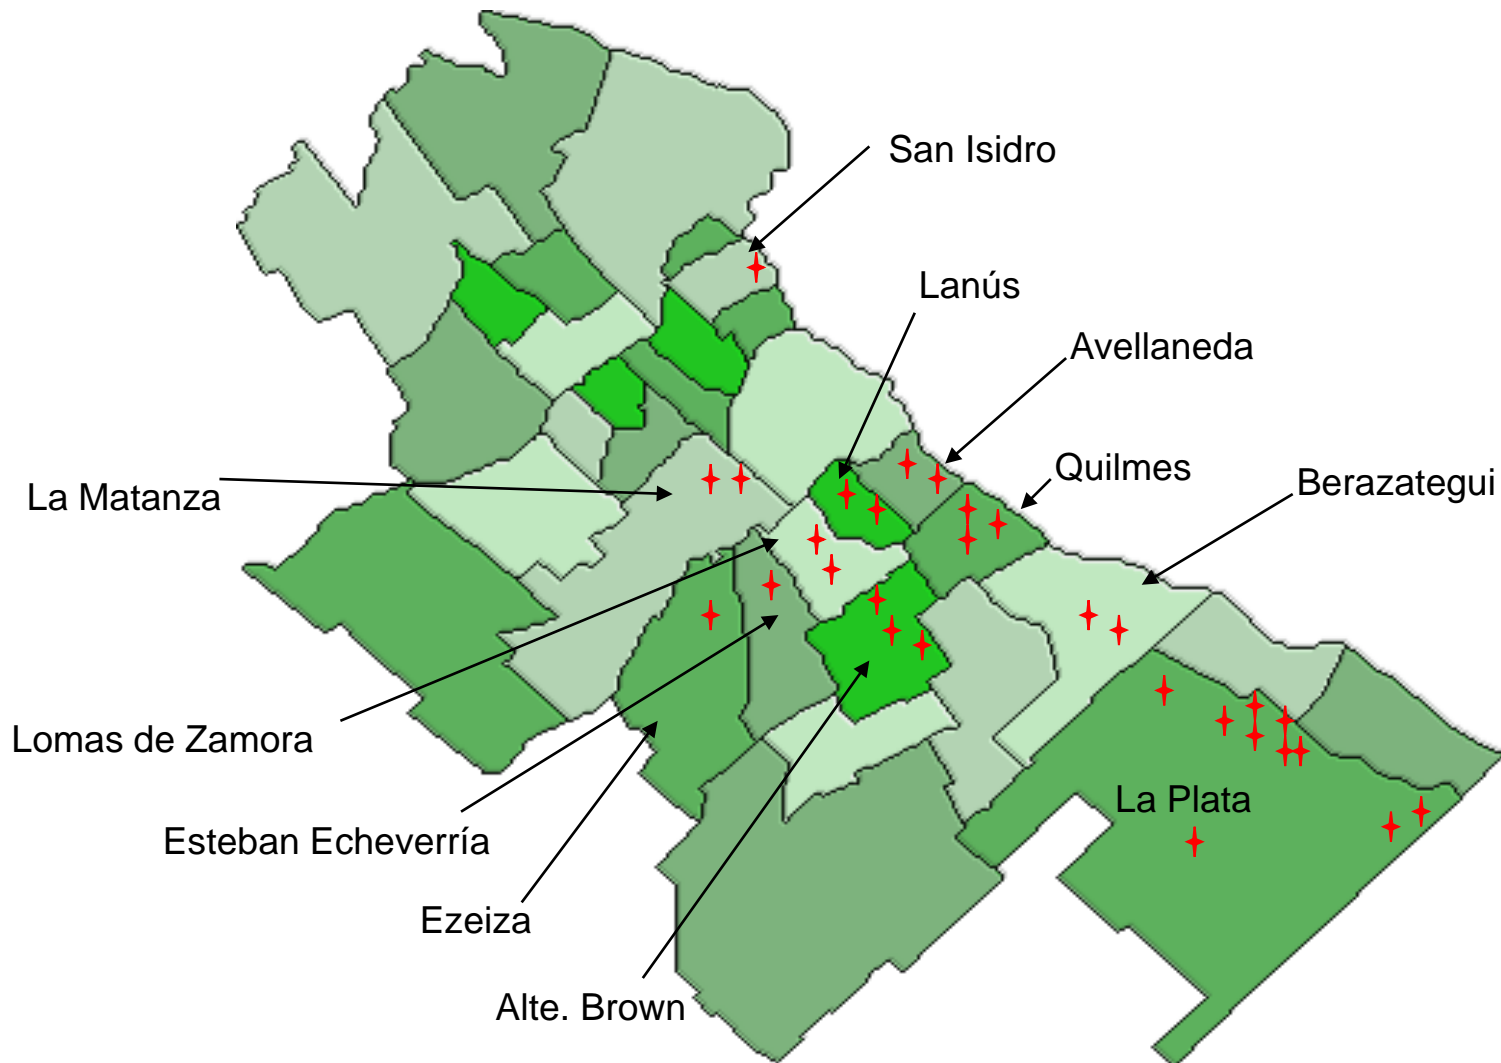 San Isidro
Lanús
Avellaneda
Quilmes
Berazategui
La Matanza
Lomas de Zamora
La Plata
Esteban Echeverría
Ezeiza
Alte. Brown